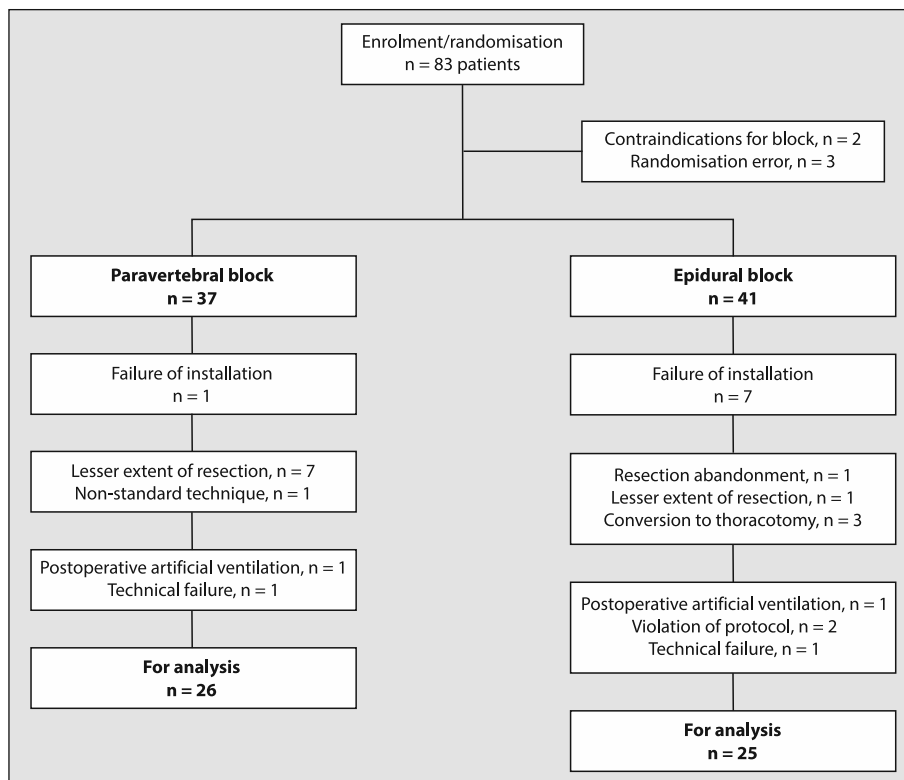 Enrolment/randomisation
n = 83 patients
Contraindications for block, n = 2
Randomisation error, n = 3
Paravertebral block
n = 37
Failure of installation
n = 1
Lesser extent of resection, n = 7
Non-standard technique, n = 1
Postoperative artificial ventilation, n = 1
Technical failure, n = 1
For analysis
n = 26
Epidural block
n = 41
Failure of installation
n = 7
Resection abandonment, n = 1
Lesser extent of resection, n = 1
Conversion to thoracotomy, n = 3
Postoperative artificial ventilation, n = 1
Violation of protocol, n = 2
Technical failure, n = 1
For analysis
n = 25